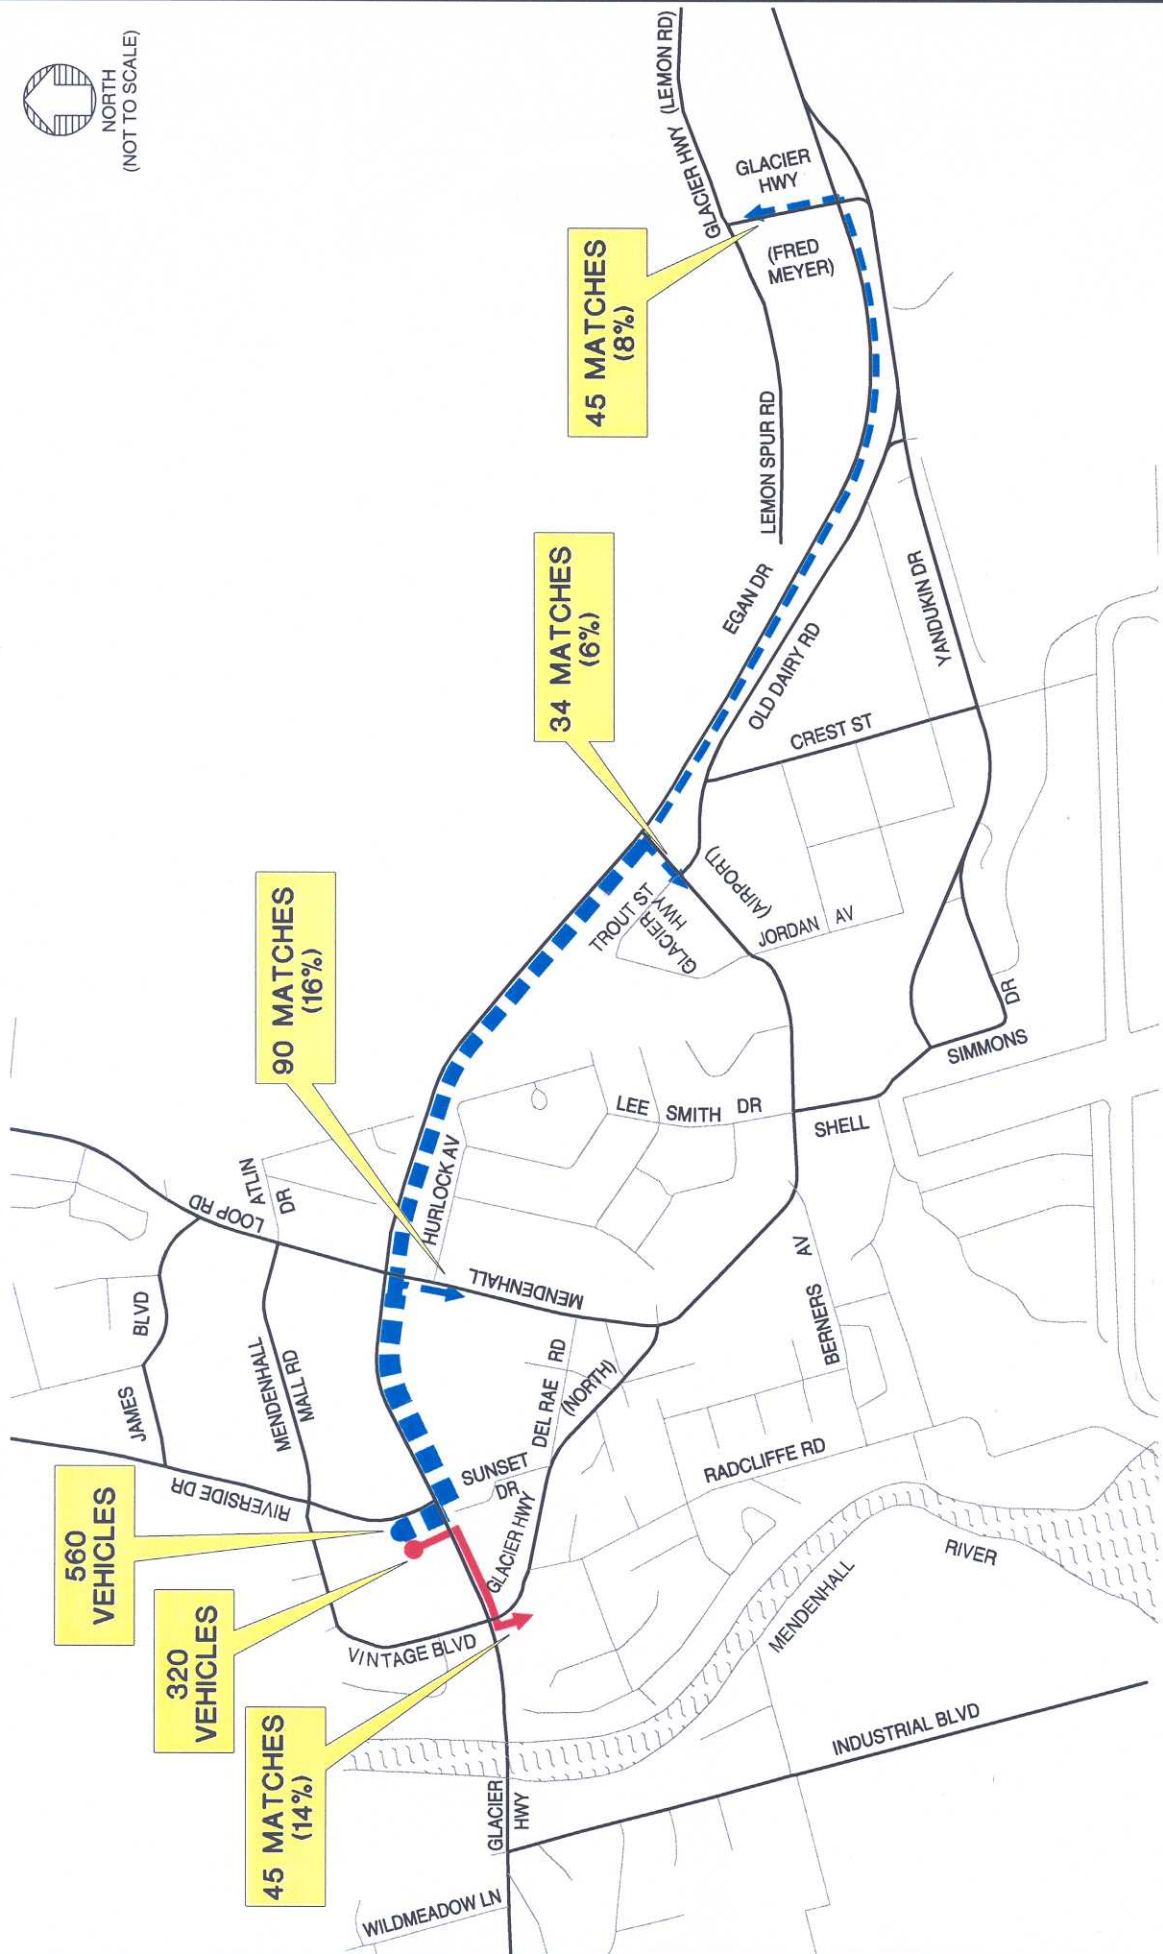 NORTH
(NOT TO SCALE)
560
VEHICLES
320
VEHICLES
45 MATCHES
(14%)
90 MATCHES
(16%)
34 MATCHES
(6%)
45 MATCHES
(8%)
WILDMEADOW LN
GLACIER
HWY
INDUSTRIAL BLVD
VINTAGE BLVD
RIVERSIDE DR
JAMES
BLVD
MENDENHALL
MALL RD
LOOP RD
ATLIN
DR
GLACIER HWY
SUNSET
DR
DEL RAE RD
(NORTH)
MENDENHALL
HURLOCK AV
RADCLIFFE RD
MENDENHALL
RIVER
BERNERS AV
LEE SMITH DR
SHELL
SIMMONS
DR
TROUT ST
GLACIER
HWY
(AIRPORT)
JORDAN AV
CREST ST
OLD DAIRY RD
EGAN DR
YANDUKIN DR
LEMON SPUR RD
GLACIER HWY (LEMON RD)
GLACIER
HWY
(FRED
MEYER)